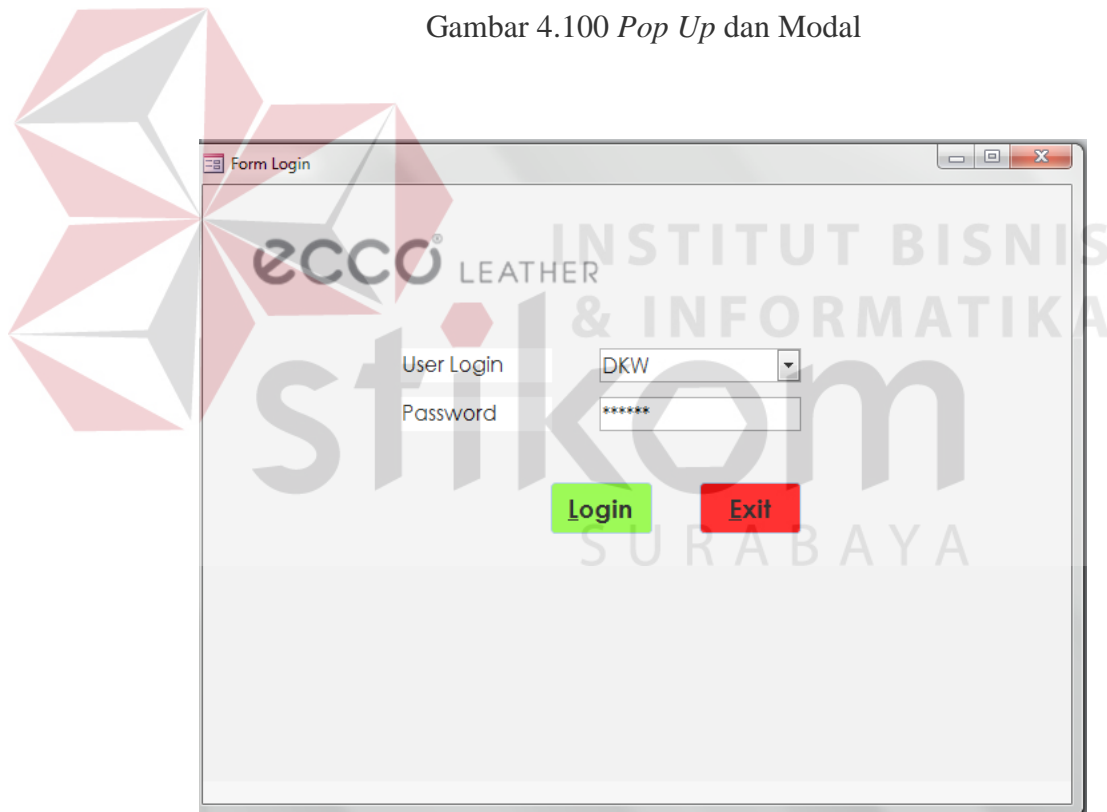 Gambar 4.100 Pop Up dan Modal
Form Login
INSTITUT BISNIS
& INFORMATIKA
ecco® LEATHER
stikom
User Login DKW
Password ******
Login Exit
SURABAYA